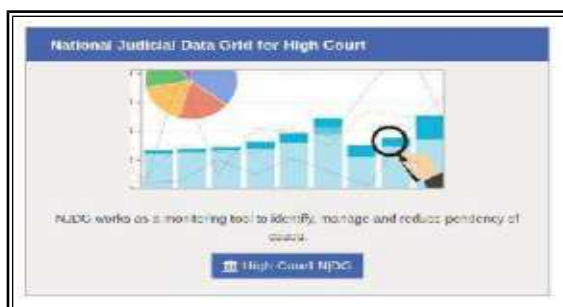 National Judicial Data Grid for High Court
NJDG works as a monitoring tool to identify, manage and reduce pendency of
cases.
High Court NJDG